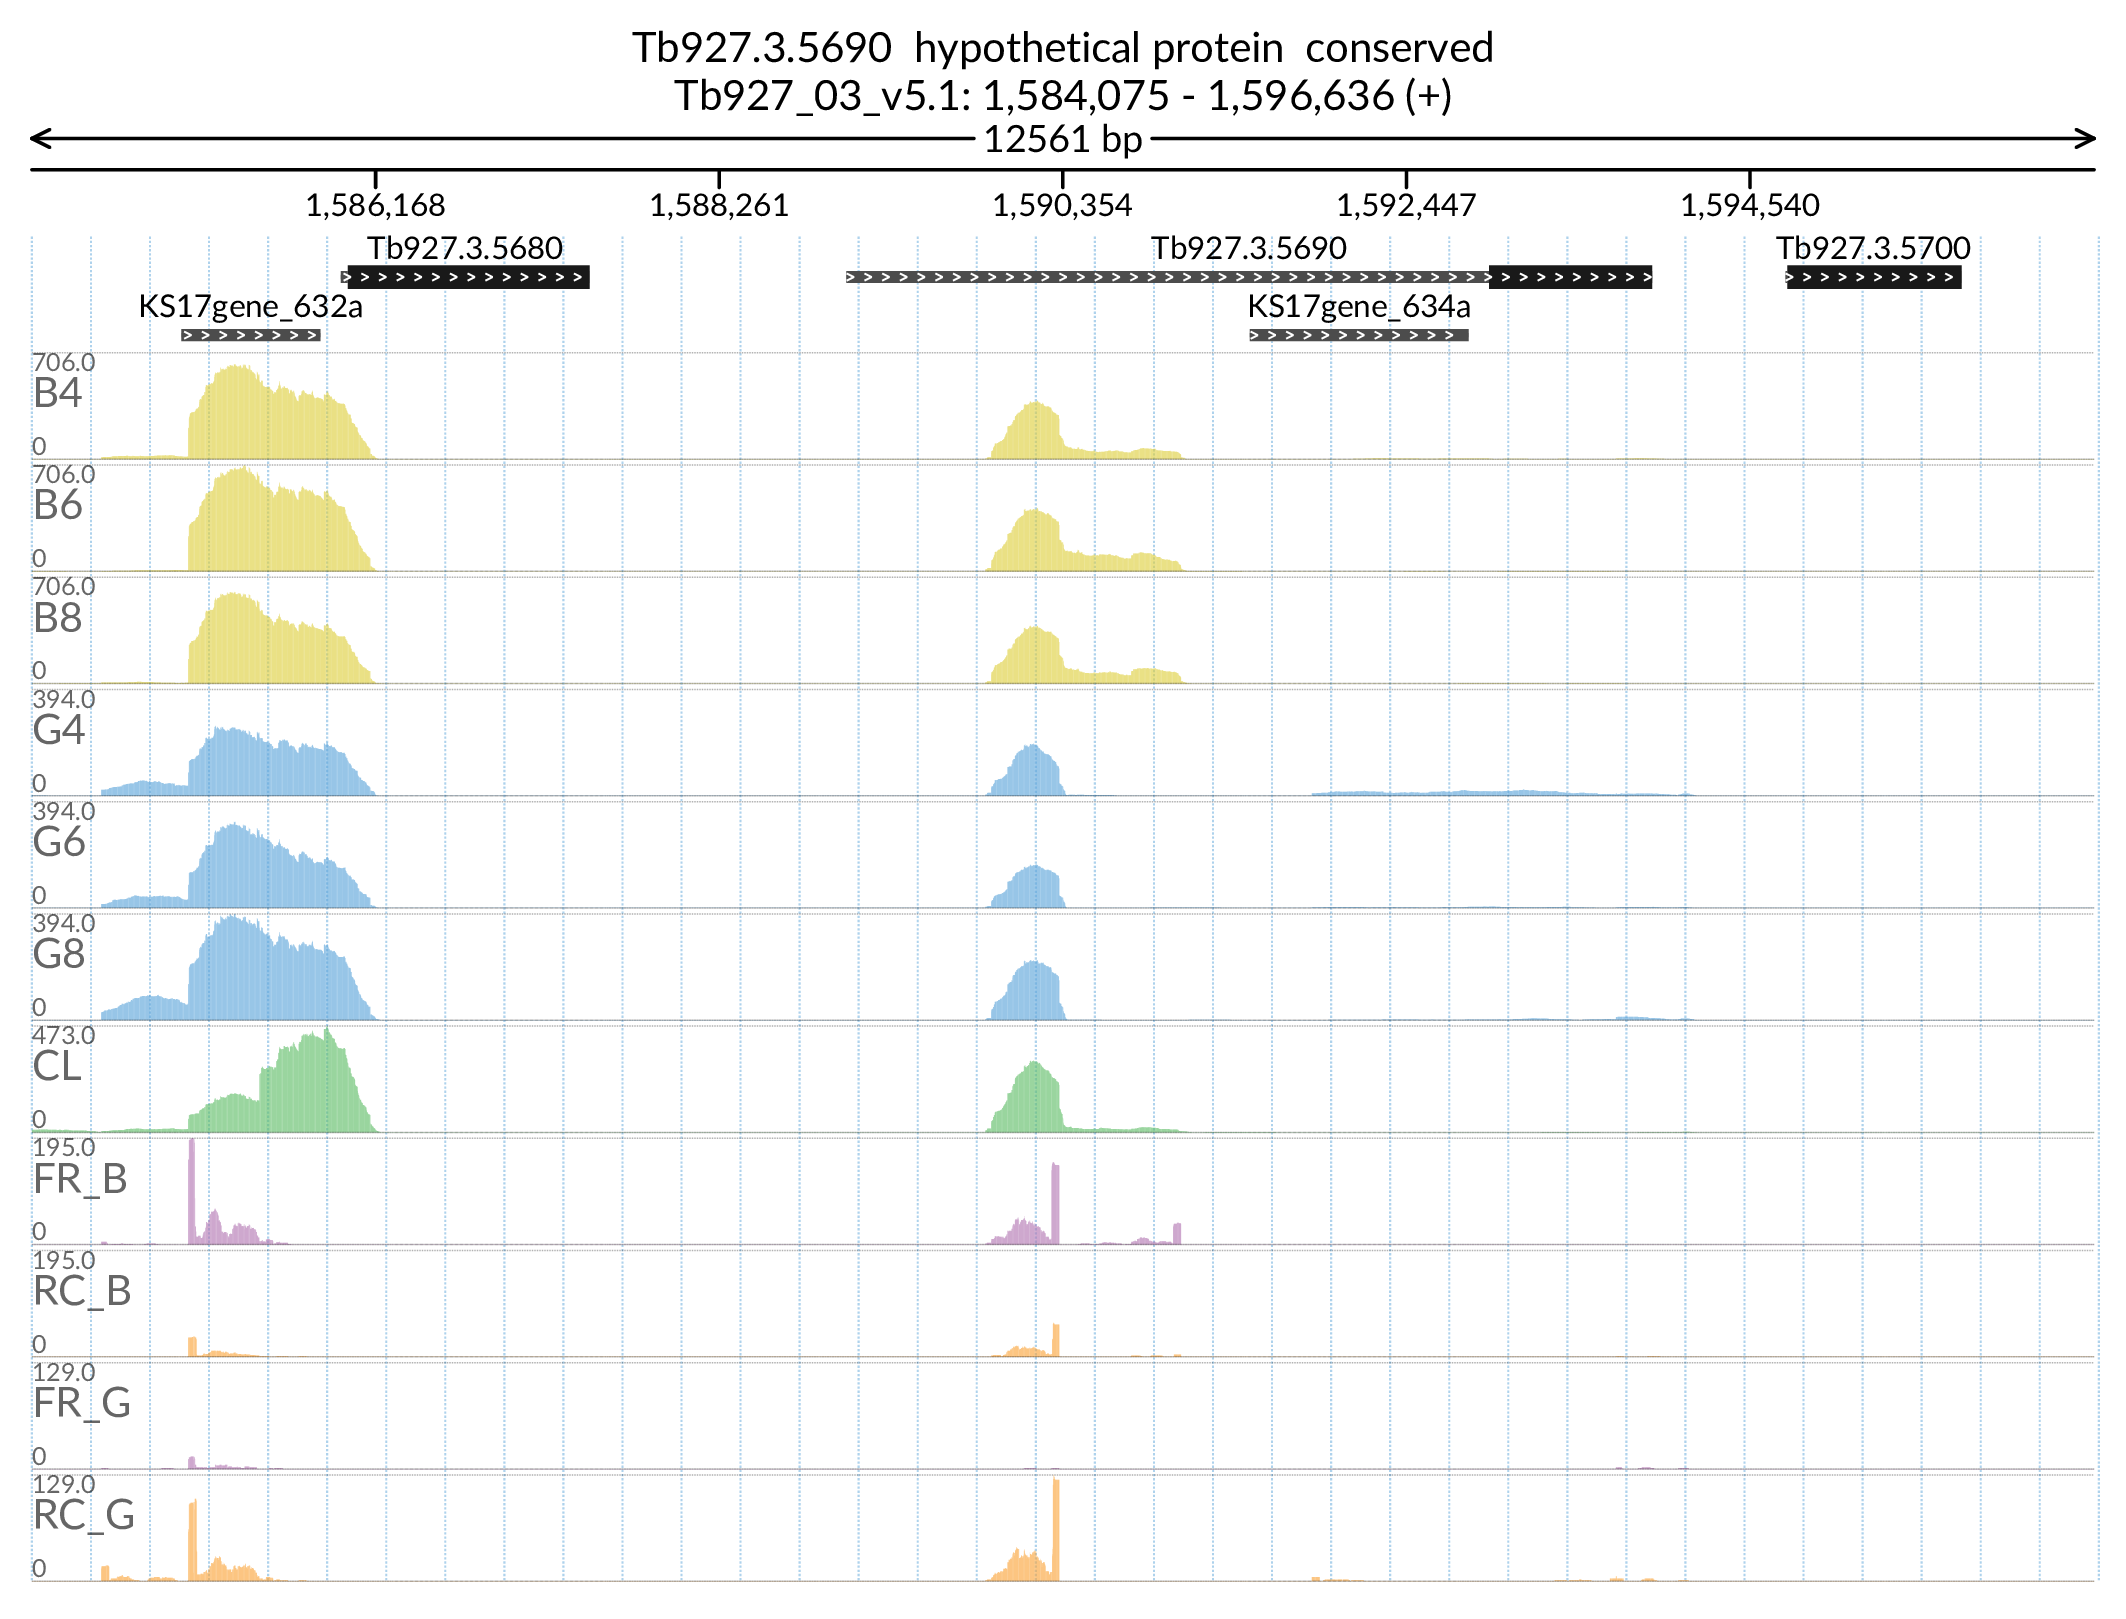 Tb927.3.5690  hypothetical protein  conserved
Tb927_03_v5.1: 1,584,075 - 1,596,636 (+)
12561 bp
1,586,168 1,588,261 1,590,354 1,592,447 1,594,540
Tb927.3.5680 Tb927.3.5690 Tb927.3.5700
KS17gene_632a KS17gene_634a
706.0
B4
0
706.0
B6
0
706.0
B8
0
394.0
G4
0
394.0
G6
0
394.0
G8
0
473.0
CL
0
195.0
FR_B
0
195.0
RC_B
0
129.0
FR_G
0
129.0
RC_G
0